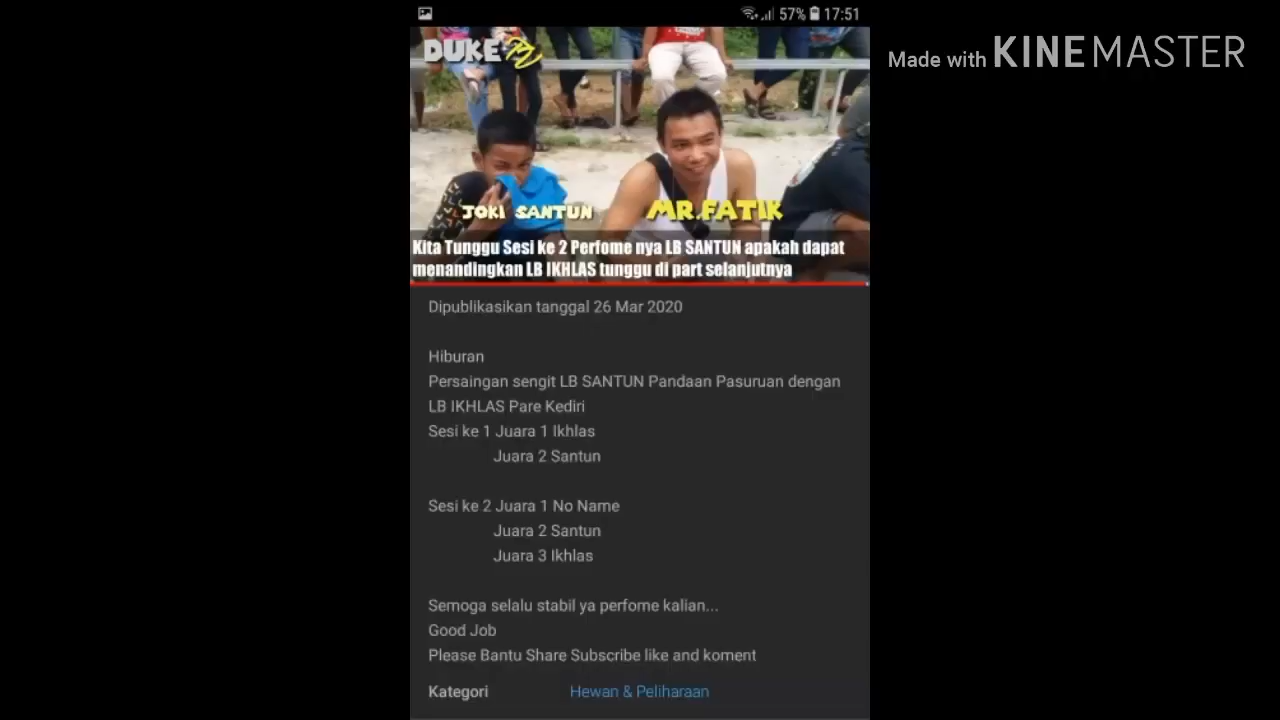 57% 17:51
Made with KINEMASTER
DUKE
JOKI SANTUN
MR.FATIK
Kita Tunggu Sesi ke 2 Perfome nya LB SANTUN apakah dapat
menandingkan LB IKHLAS tunggu di part selanjutnya
Dipublikasikan tanggal 26 Mar 2020
Hiburan
Persaingan sengit LB SANTUN Pandaan Pasuruan dengan
LB IKHLAS Pare Kediri
Sesi ke 1 Juara 1 Ikhlas
Juara 2 Santun
Sesi ke 2 Juara 1 No Name
Juara 2 Santun
Juara 3 Ikhlas
Semoga selalu stabil ya perfome kalian...
Good Job
Please Bantu Share Subscribe like and koment
Kategori Hewan & Peliharaan